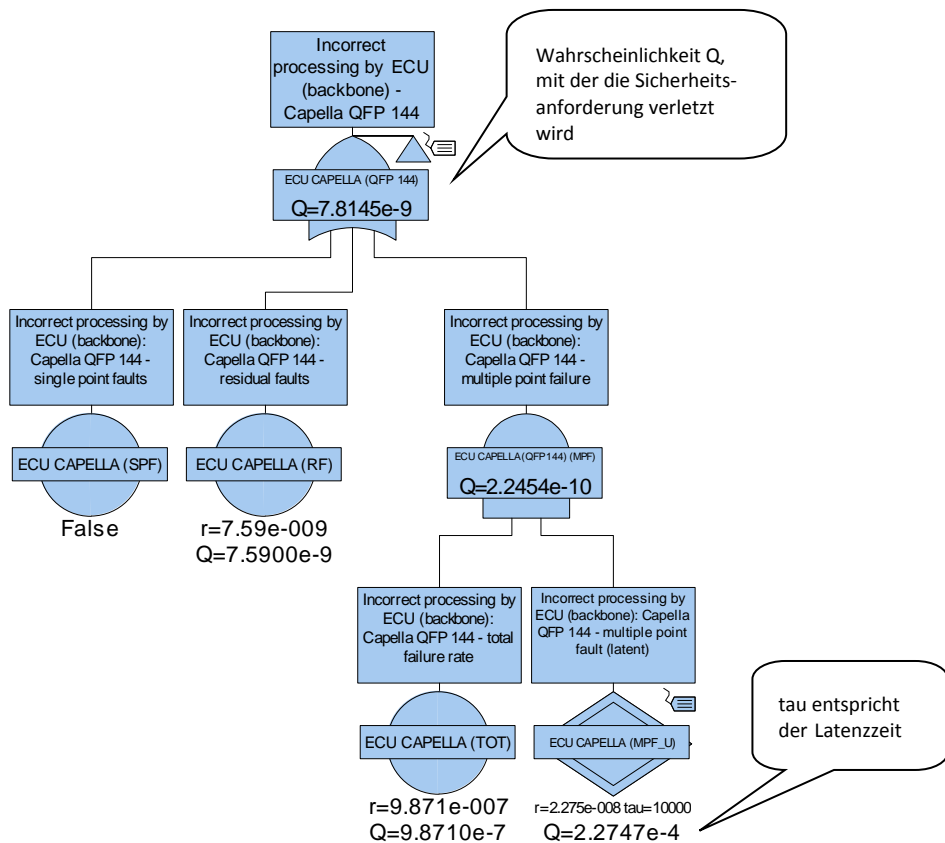 Incorrect
processing by ECU
(backbone) -
Capella QFP 144
Wahrscheinlichkeit Q,
mit der die Sicherheits-
anforderung verletzt
wird
ECU CAPELLA (QFP 144)
Q=7.8145e-9
Incorrect processing by
ECU (backbone):
Capella QFP 144 -
single point faults
Incorrect processing by
ECU (backbone):
Capella QFP 144 -
residual faults
Incorrect processing by
ECU (backbone):
Capella QFP 144 -
multiple point failure
ECU CAPELLA (SPF)
False
ECU CAPELLA (RF)
r=7.59e-009
Q=7.5900e-9
ECU CAPELLA (QFP144) (MPF)
Q=2.2454e-10
Incorrect processing by
ECU (backbone):
Capella QFP 144 - total
failure rate
Incorrect processing by
ECU (backbone): Capella
QFP 144 - multiple point
fault (latent)
tau entspricht
der Latenzzeit
ECU CAPELLA (TOT)
r=9.871e-007
Q=9.8710e-7
ECU CAPELLA (MPF_U)
r=2.275e-008 tau=10000
Q=2.2747e-4